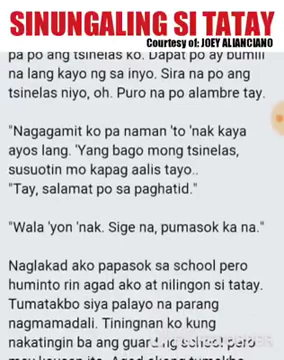 SINUNGALING SI TATAY
Courtesy of: JOEY ALIANCIANO
pa po ang tsinelas ko. Dapat po ay bumili
na lang kayo ng sa inyo. Sira na po ang
tsinelas niyo, oh. Puro na po alambre tay.
"Nagagamit ko pa naman 'to 'nak kaya
ayos lang. 'Yang bago mong tsinelas,
susuotin mo kapag aalis tayo..
"Tay, salamat po sa paghatid."
"Wala 'yon 'nak. Sige na, pumasok ka na."
Naglakad ako papasok sa school pero
huminto rin agad ako at nilingon si tatay.
Tumatakbo siya palayo na parang
nagmamadali. Tiningnan ko kung
nakatingin ba ang guard ng school pero